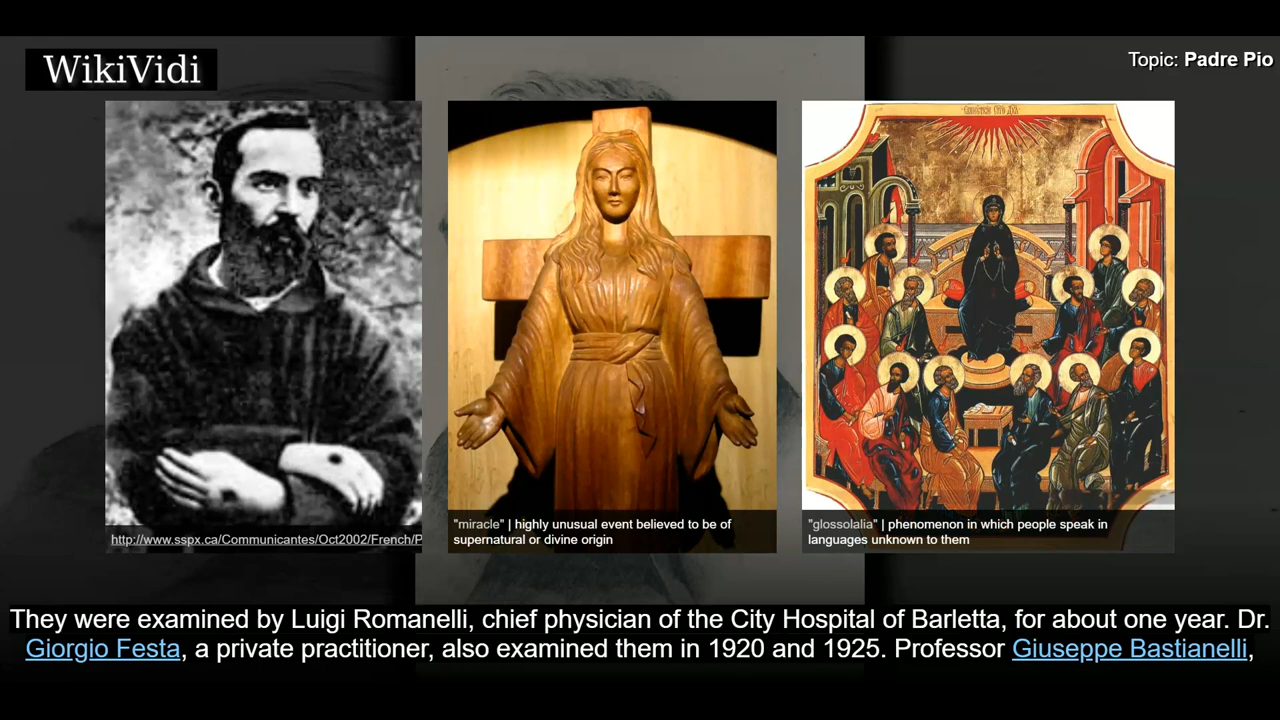 WikiVidi
Topic: Padre Pio
http://www.sspx.ca/Communicantes/Oct2002/French/P
"miracle" | highly unusual event believed to be of
supernatural or divine origin
"glossolalia" | phenomenon in which people speak in
languages unknown to them
They were examined by Luigi Romanelli, chief physician of the City Hospital of Barletta, for about one year. Dr.
Giorgio Festa, a private practitioner, also examined them in 1920 and 1925. Professor Giuseppe Bastianelli,